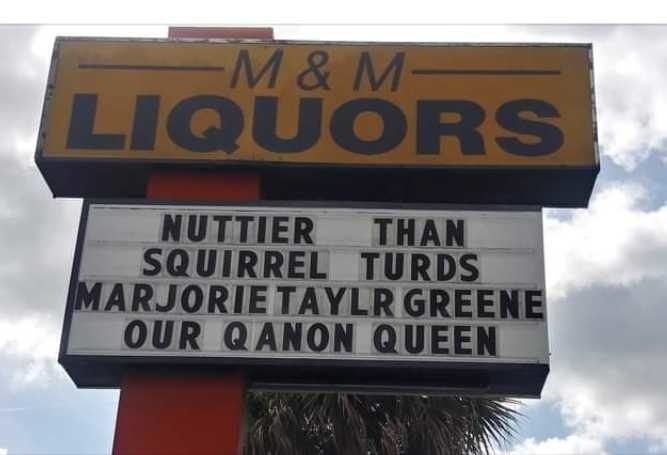 M & M
LIQUORS
NUTTIER THAN
SQUIRREL TURDS
MARJORIE TAYLR GREENE
OUR QANON QUEEN